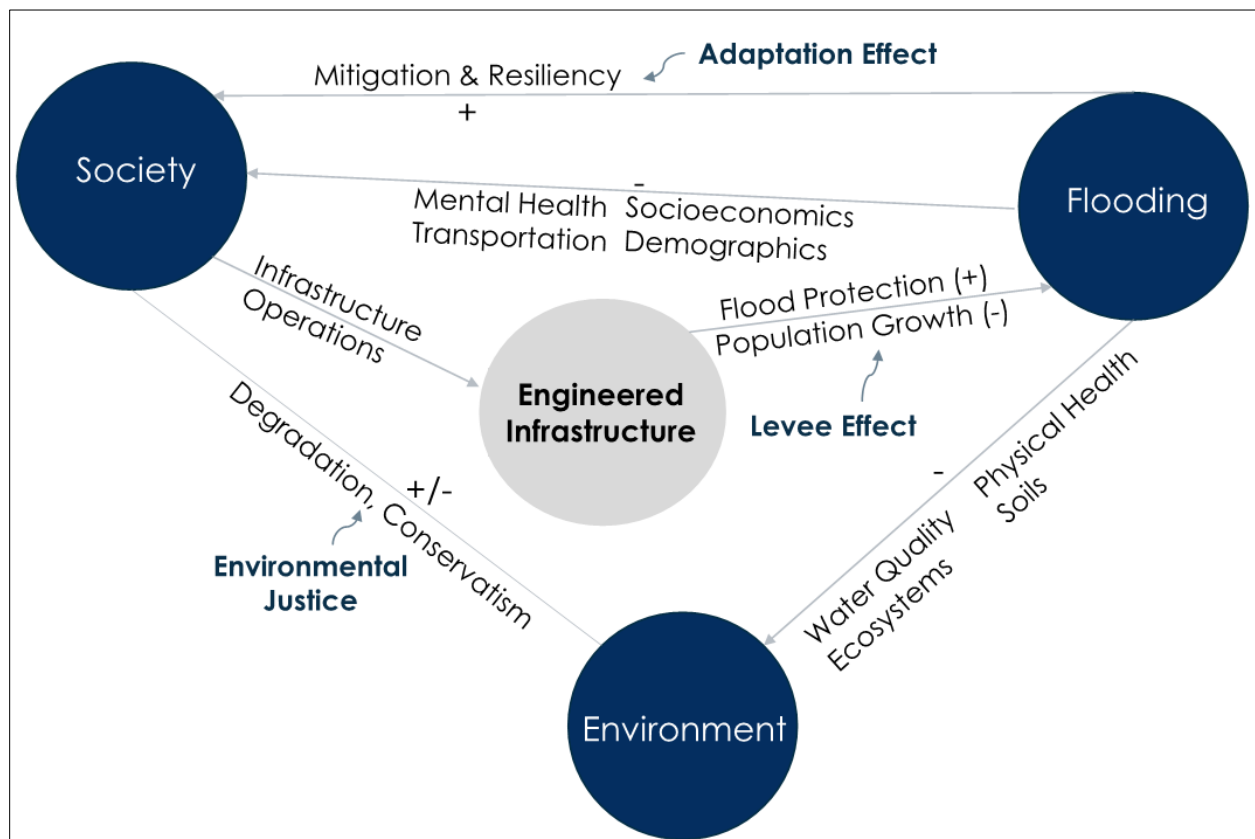 Adaptation Effect
Mitigation & Resiliency
+
Society
Flooding
-
Mental Health Socioeconomics
Transportation Demographics
Infrastructure
Operations
Flood Protection (+)
Population Growth (-)
Levee Effect
Engineered
Infrastructure
Degradation, Conservatism
+/-
Environmental
Justice
-
Physical Health
Soils
Water Quality
Ecosystems
Environment